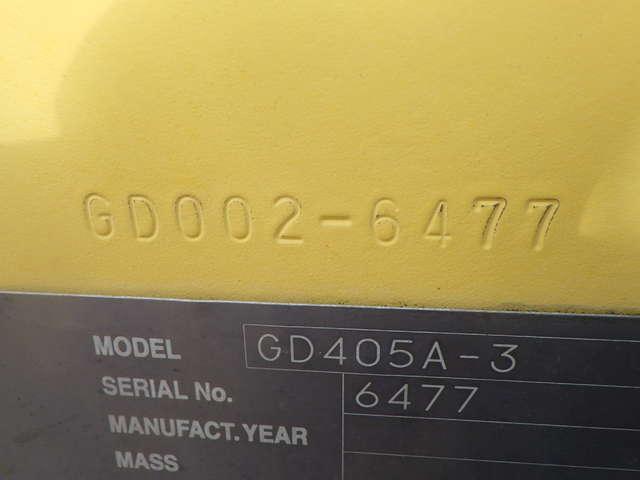 GD002-6477
MODEL GD405A-3
SERIAL No. 6477
MANUFACT.YEAR
MASS